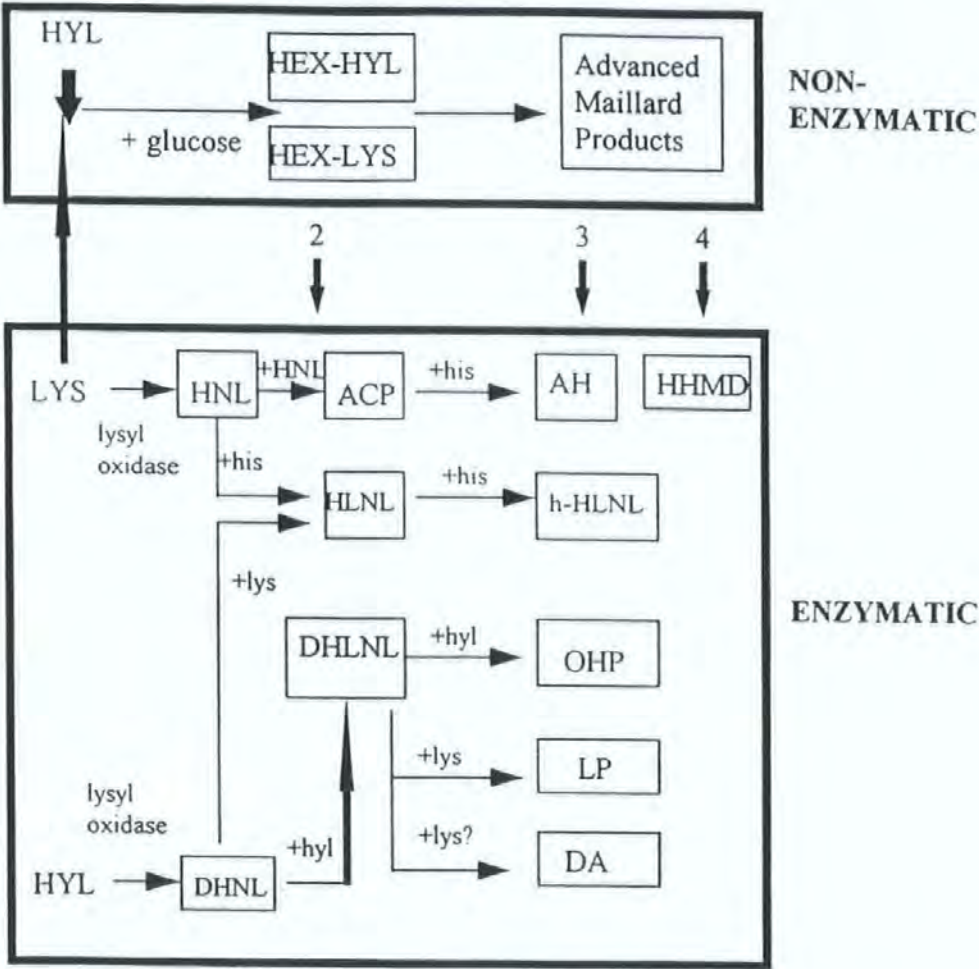 HYL
HEX-HYL
+ glucose
HEX-LYS
Advanced
Maillard
Products
NON-
ENZYMATIC
2
3
4
LYS
lysyl
oxidase
HNL
+HNL
ACP
+his
AH
HHMD
+his
HLNL
+his
h-HLNL
+lys
DHLNL
+hyl
OHP
ENZYMATIC
+lys
LP
+lys?
DA
lysyl
oxidase
HYL
DHNL
+hyl